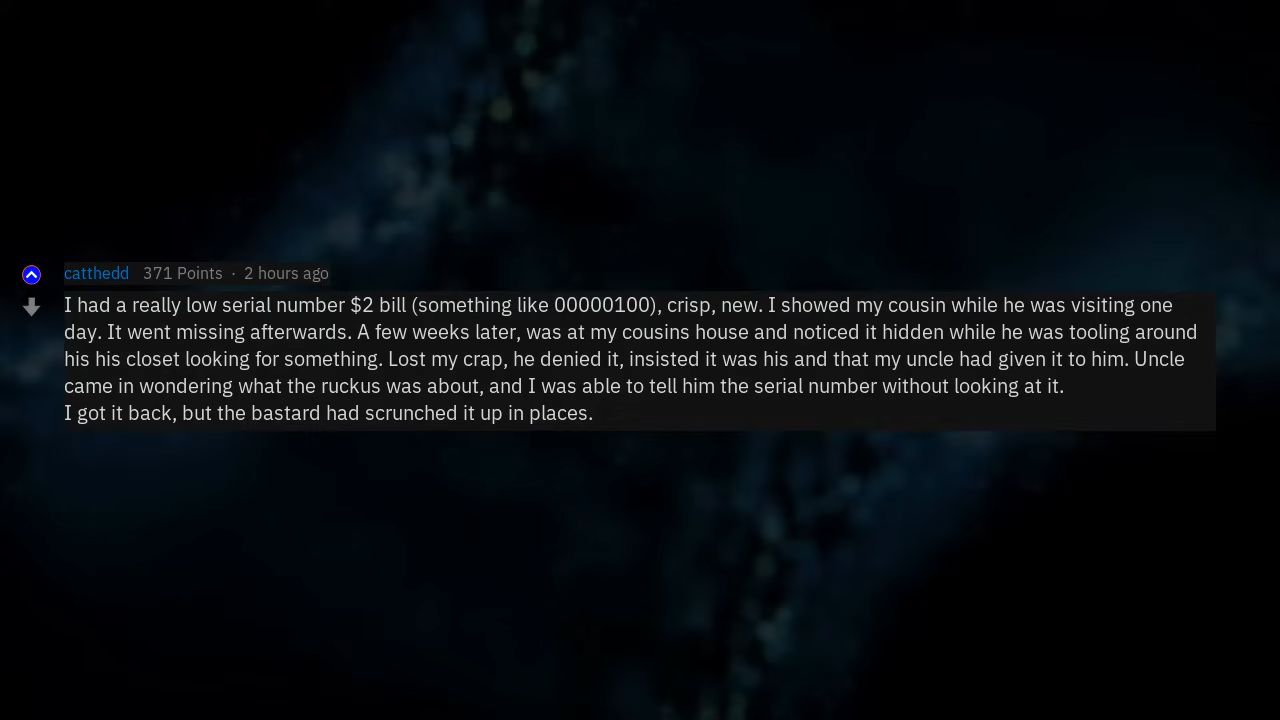 catthedd 371 Points · 2 hours ago
I had a really low serial number $2 bill (something like 00000100), crisp, new. I showed my cousin while he was visiting one
day. It went missing afterwards. A few weeks later, was at my cousins house and noticed it hidden while he was tooling around
his his closet looking for something. Lost my crap, he denied it, insisted it was his and that my uncle had given it to him. Uncle
came in wondering what the ruckus was about, and I was able to tell him the serial number without looking at it.
I got it back, but the bastard had scrunched it up in places.